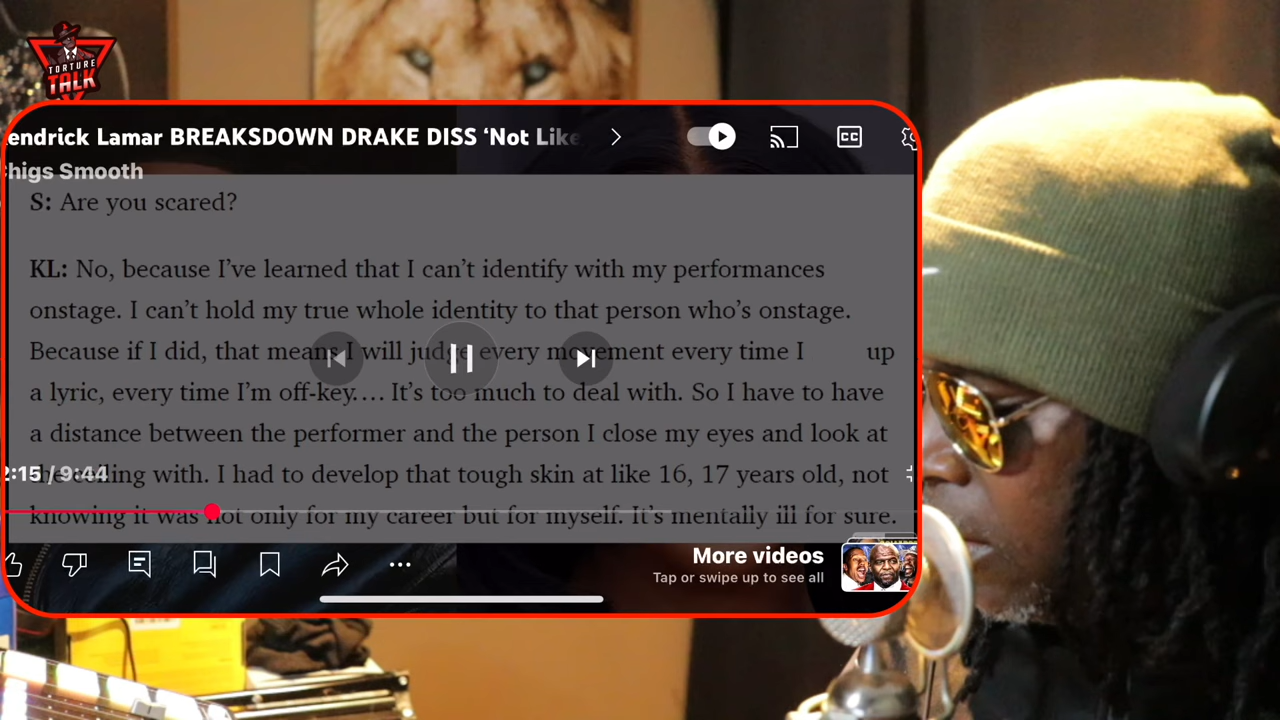 TORTURE
TALK
endrick Lamar BREAKSDOWN DRAKE DISS ‘Not Like
higs Smooth
S: Are you scared?
KL: No, because I’ve learned that I can’t identify with my performances
onstage. I can’t hold my true whole identity to that person who’s onstage.
Because if I did, that means I will judge every movement every time I up
a lyric, every time I’m off-key.… It’s too much to deal with. So I have to have
a distance between the performer and the person I close my eyes and look at
the ceiling with. I had to develop that tough skin at like 16, 17 years old, not
2:15 / 9:44
knowing it was not only for my career but for myself. It’s mentally ill for sure.
More videos
Tap or swipe up to see all
CC